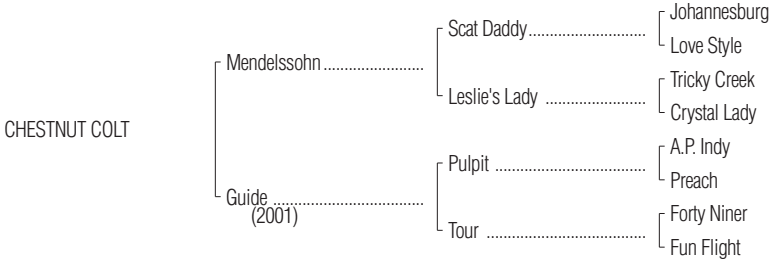 Johannesburg
Scat Daddy
Love Style
Mendelssohn
Tricky Creek
Leslie's Lady
Crystal Lady
CHESTNUT COLT
A.P. Indy
Pulpit
Preach
Guide
(2001)
Forty Niner
Tour
Fun Flight